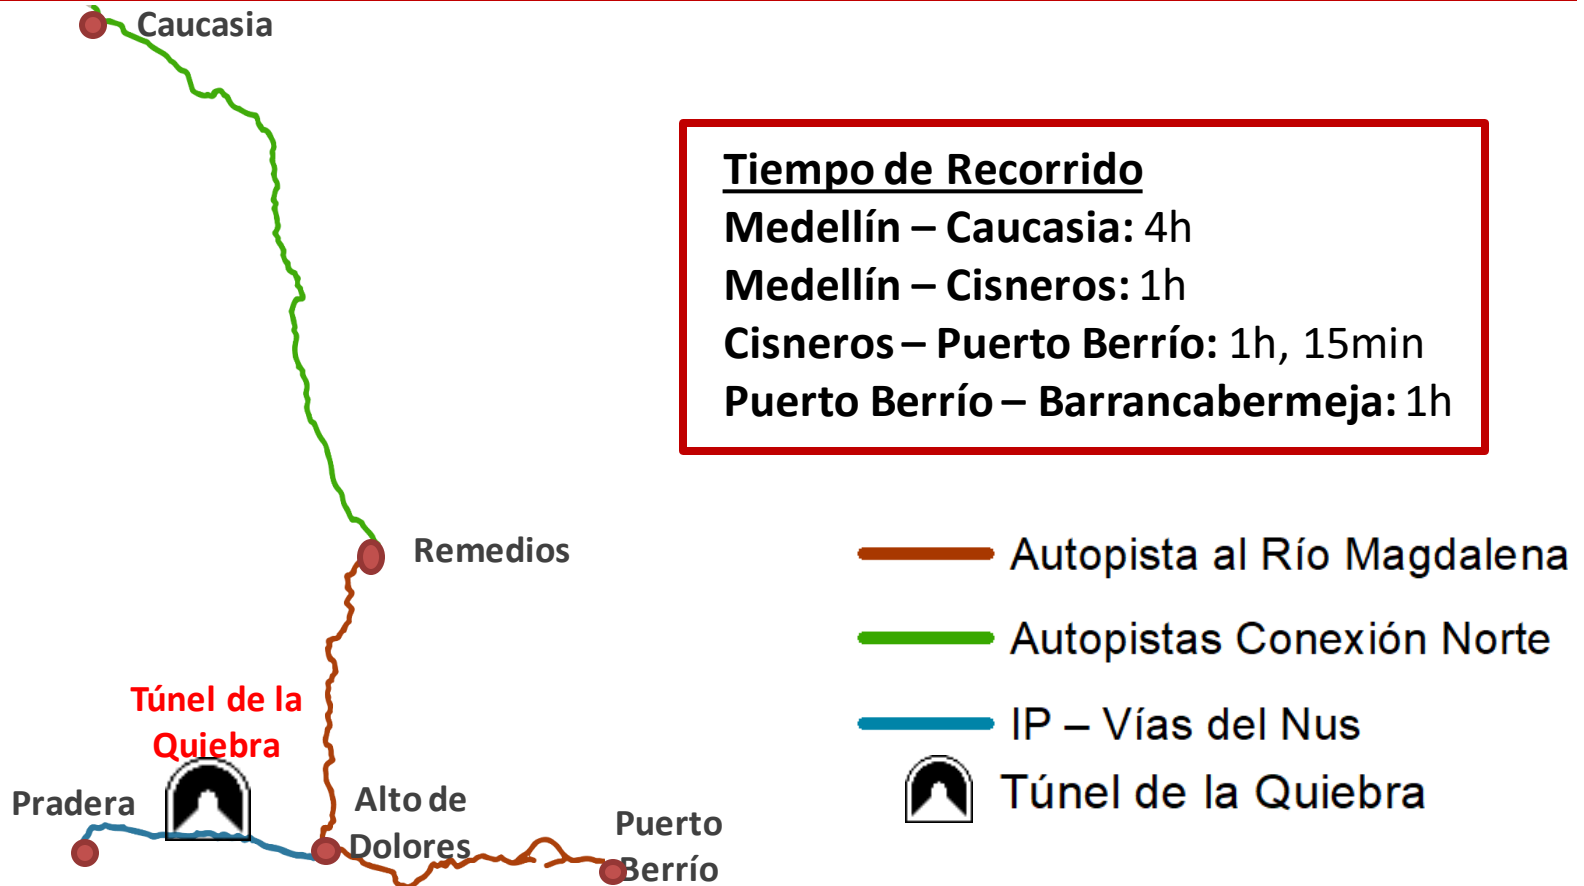 Caucasia
Tiempo de Recorrido
Medellín – Caucasia: 4h
Medellín – Cisneros: 1h
Cisneros – Puerto Berrío: 1h, 15min
Puerto Berrío – Barrancabermeja: 1h
Remedios
Autopista al Río Magdalena
Autopistas Conexión Norte
IP – Vías del Nus
Túnel de la Quiebra
Túnel de la
Quiebra
Pradera
Alto de
Dolores
Puerto
Berrío